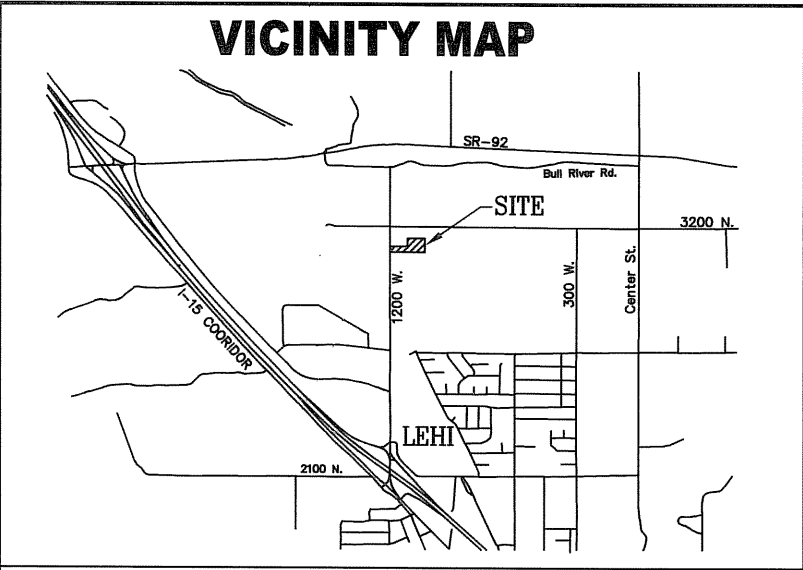 VICINITY MAP
SR-92
Bull River Rd.
SITE
3200 N.
1200 W.
300 W.
Center St.
I-15 COORIDOR
LEHI
2100 N.